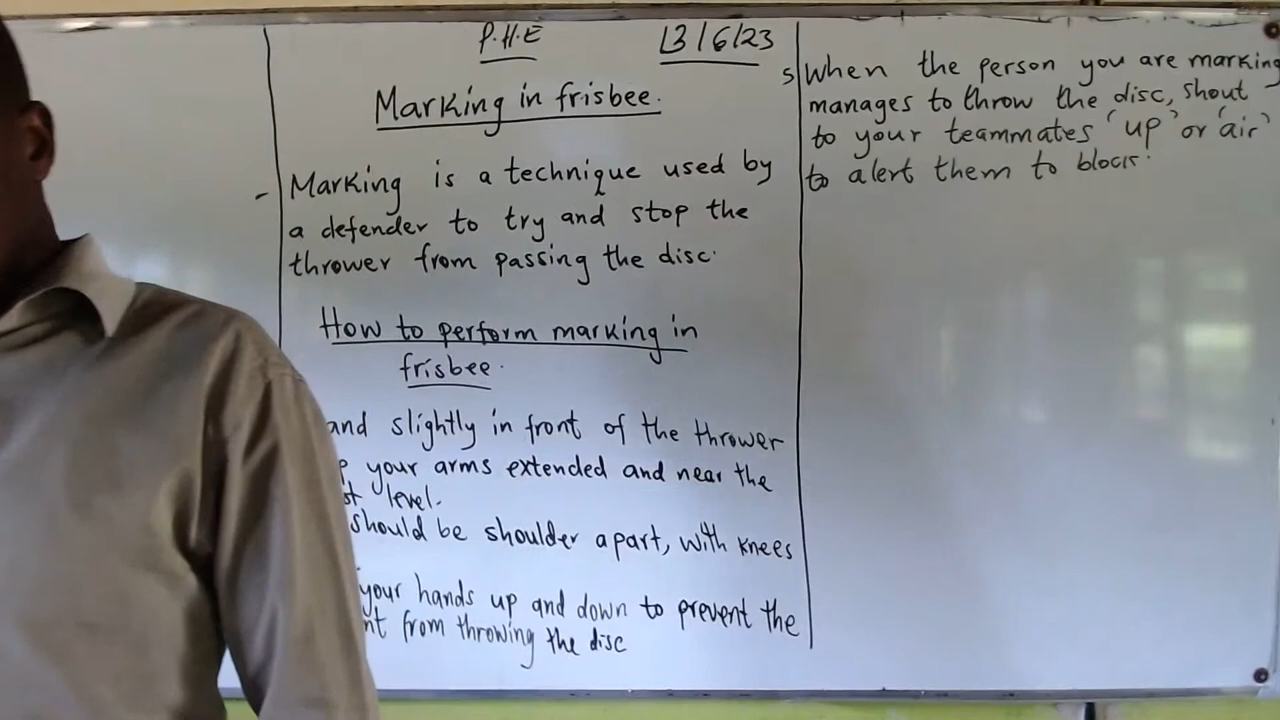 P.H.E 13/6/23
Marking in frisbee.
- Marking is a technique used by
a defender to try and stop the
thrower from passing the disc.
How to perform marking in
frisbee.
slightly in front of the thrower
your arms extended and near the
level.
should be shoulder apart, with knees
your hands up and down to prevent the
from throwing the disc
5 When the person you are marking
manages to throw the disc, shout -
to your teammates 'up' or 'air'
to alert them to block.